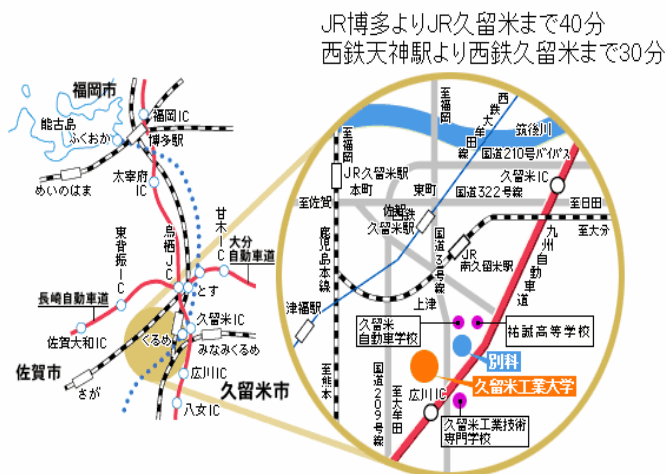 JR博多よりJR久留米まで40分
西鉄天神駅より西鉄久留米まで30分
福岡市
能古島
ふくおか
福岡IC
博多駅
めいのはま
太宰府IC
鳥栖JC
甘木IC
東背振IC
大分自動車道
長崎自動車道
とす
佐賀大和IC
久留米IC
くるめ
みなみくるめ
佐賀市
さが
広川IC
久留米市
八女IC
至福岡
至福岡
西鉄大牟田線
筑後川
国道210号バイパス
JR久留米駅
本町
東町
国道322号線
久留米IC
至佐賀
西鉄久留米駅
至日田
至大分
鹿児島本線
国道3号線
JR南久留米駅
九州自動車道
津福駅
上津
久留米自動車学校
祐誠高等学校
別科
久留米工業大学
至熊本
国道209号線
至大牟田
広川IC
久留米工業技術専門学校